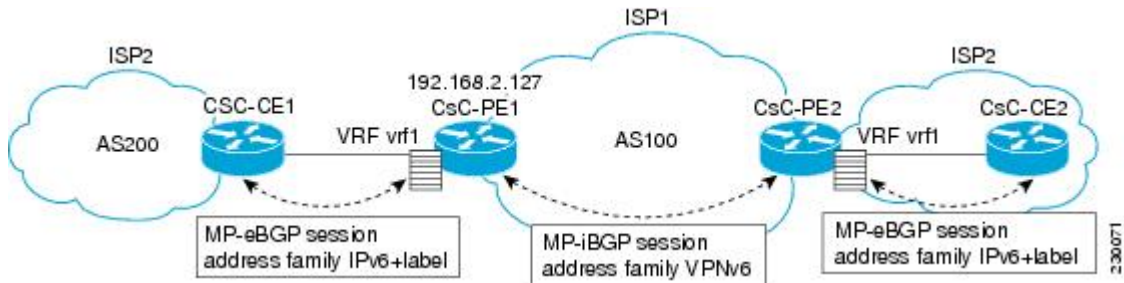 ISP1
ISP2
ISP2
192.168.2.127
CSC-CE1
CsC-PE1
CsC-PE2
CsC-CE2
AS200
VRF vrf1
AS100
VRF vrf1
MP-eBGP session
address family IPv6+label
MP-iBGP session
address family VPNv6
MP-eBGP session
address family IPv6+label
230071